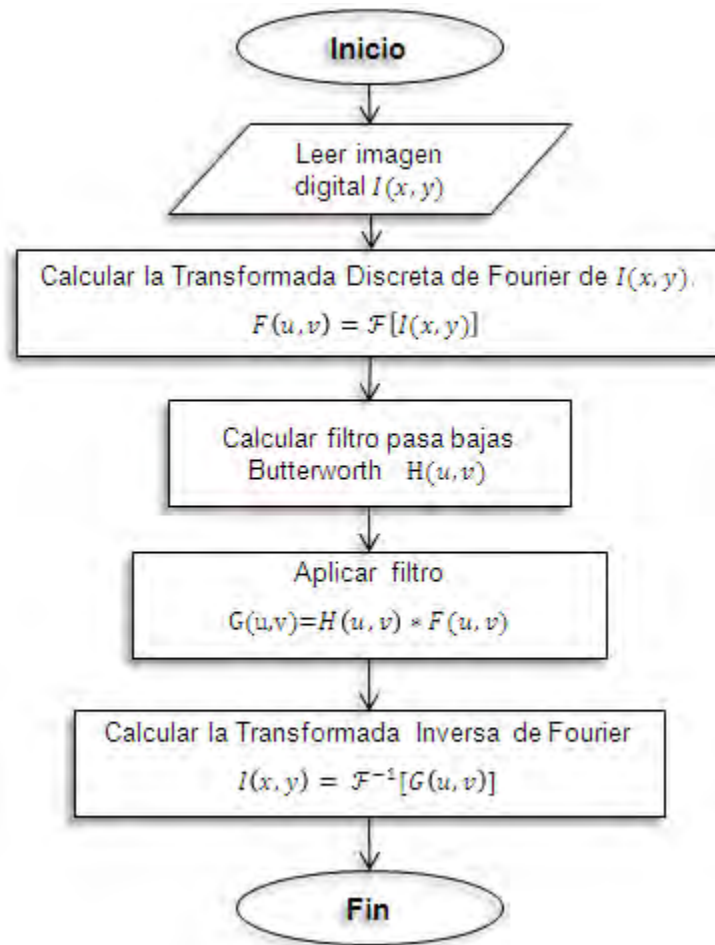 Inicio
Leer imagen
digital I(x, y)
Calcular la Transformada Discreta de Fourier de I(x, y).
F(u, v) = ℱ[I(x, y)]
Calcular filtro pasa bajas
Butterworth H(u, v)
Aplicar filtro
G(u,v)=H(u, v) * F(u, v)
Calcular la Transformada Inversa de Fourier
I(x, y) = ℱ⁻¹[G(u, v)]
Fin